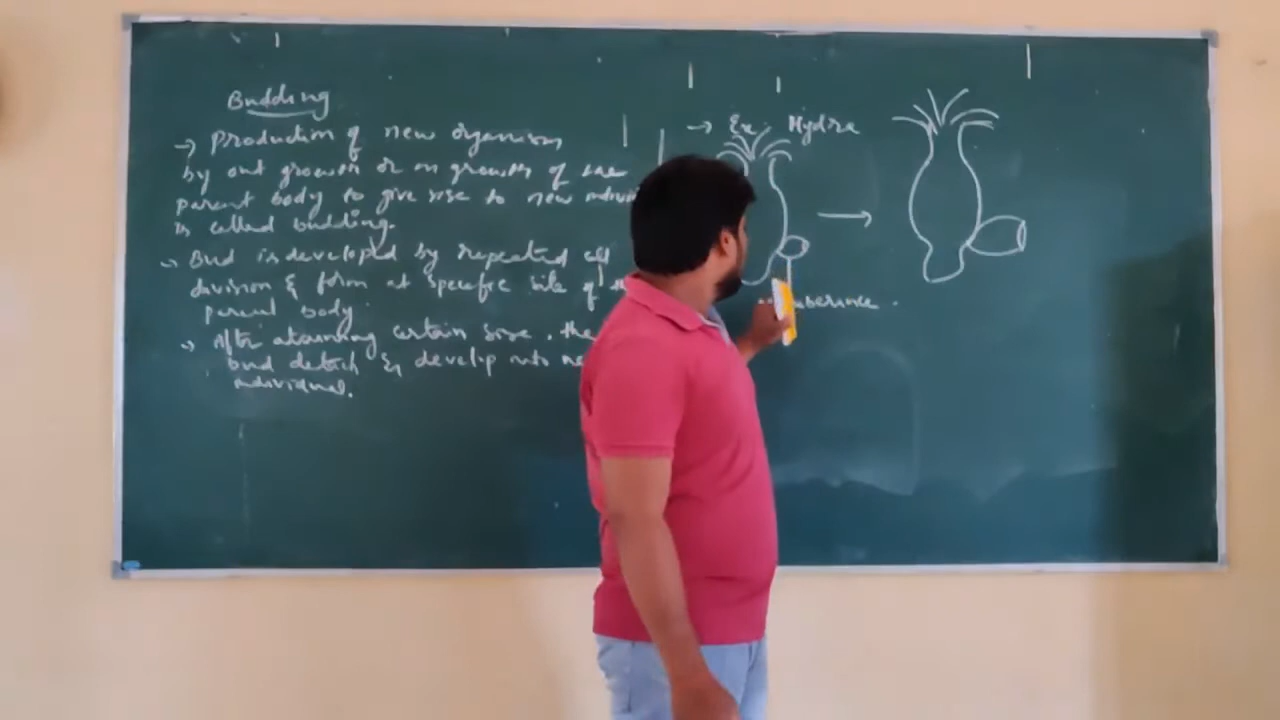 Budding
→ Production of new organism
by out growth or an growth of the
parent body to give rise to new
is called budding.
→ Bud is developed by repeated cell
division & form at specific site of
parent body
→ After attaining certain size, the
bud detach & develop into
individual.
→ Ex: Hydra